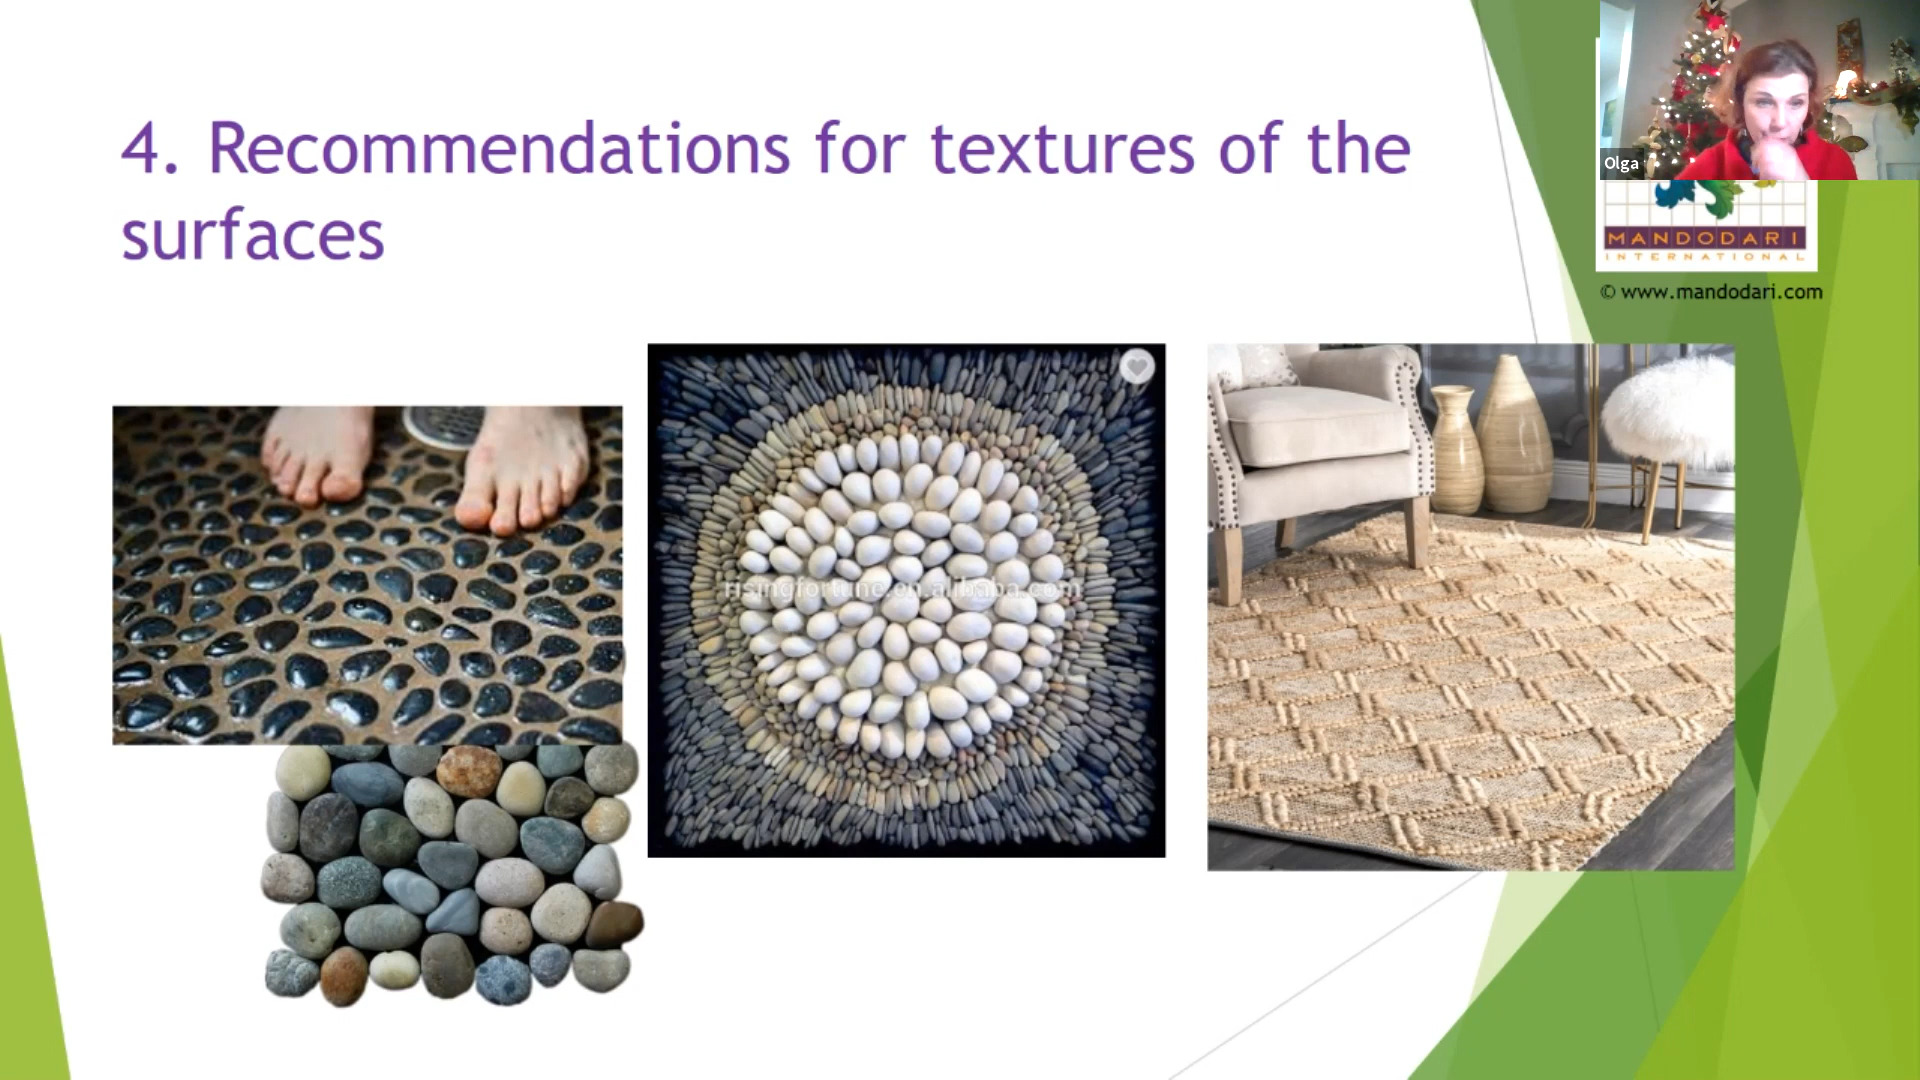 4. Recommendations for textures of the
surfaces
Olga
MANDODARI
INTERNATIONAL
© www.mandodari.com
risingfortune.en.alibaba.com